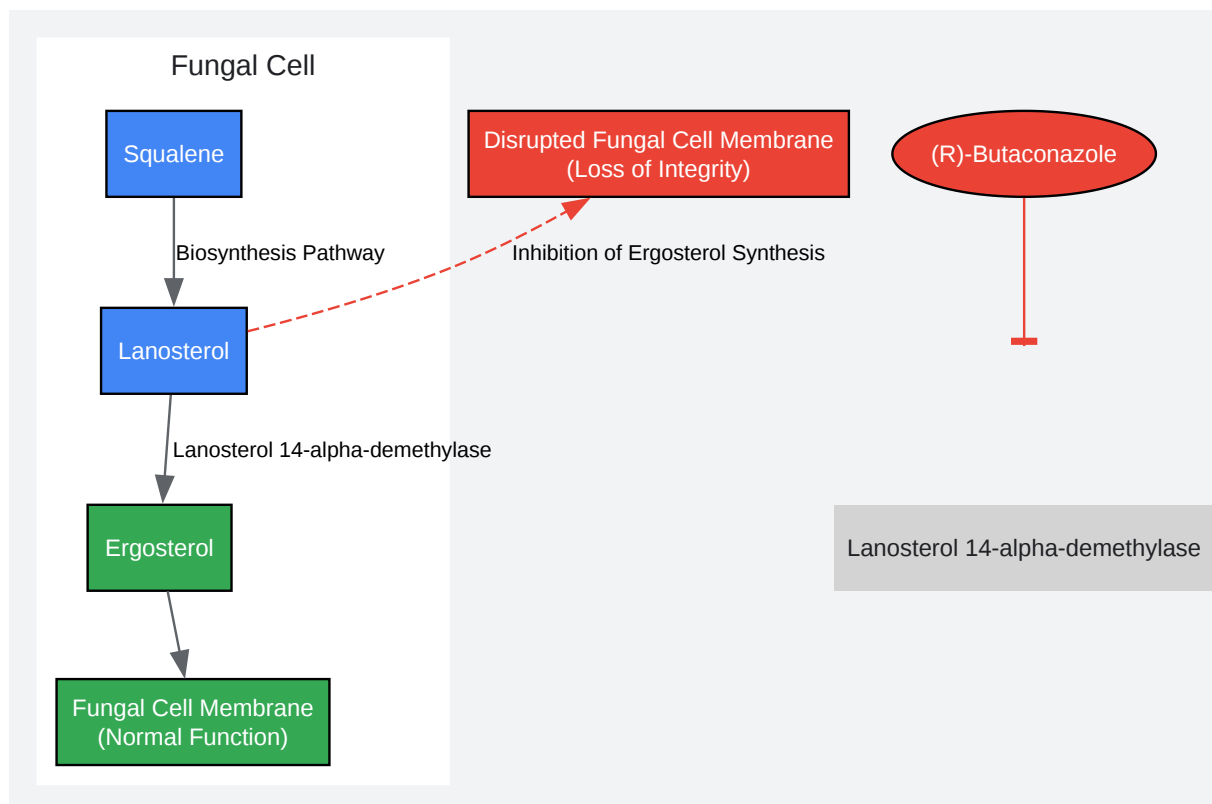 Fungal Cell
Squalene
Disrupted Fungal Cell Membrane
(Loss of Integrity)
(R)-Butaconazole
Biosynthesis Pathway
Inhibition of Ergosterol Synthesis
Lanosterol
Lanosterol 14-alpha-demethylase
Ergosterol
Lanosterol 14-alpha-demethylase
Fungal Cell Membrane
(Normal Function)